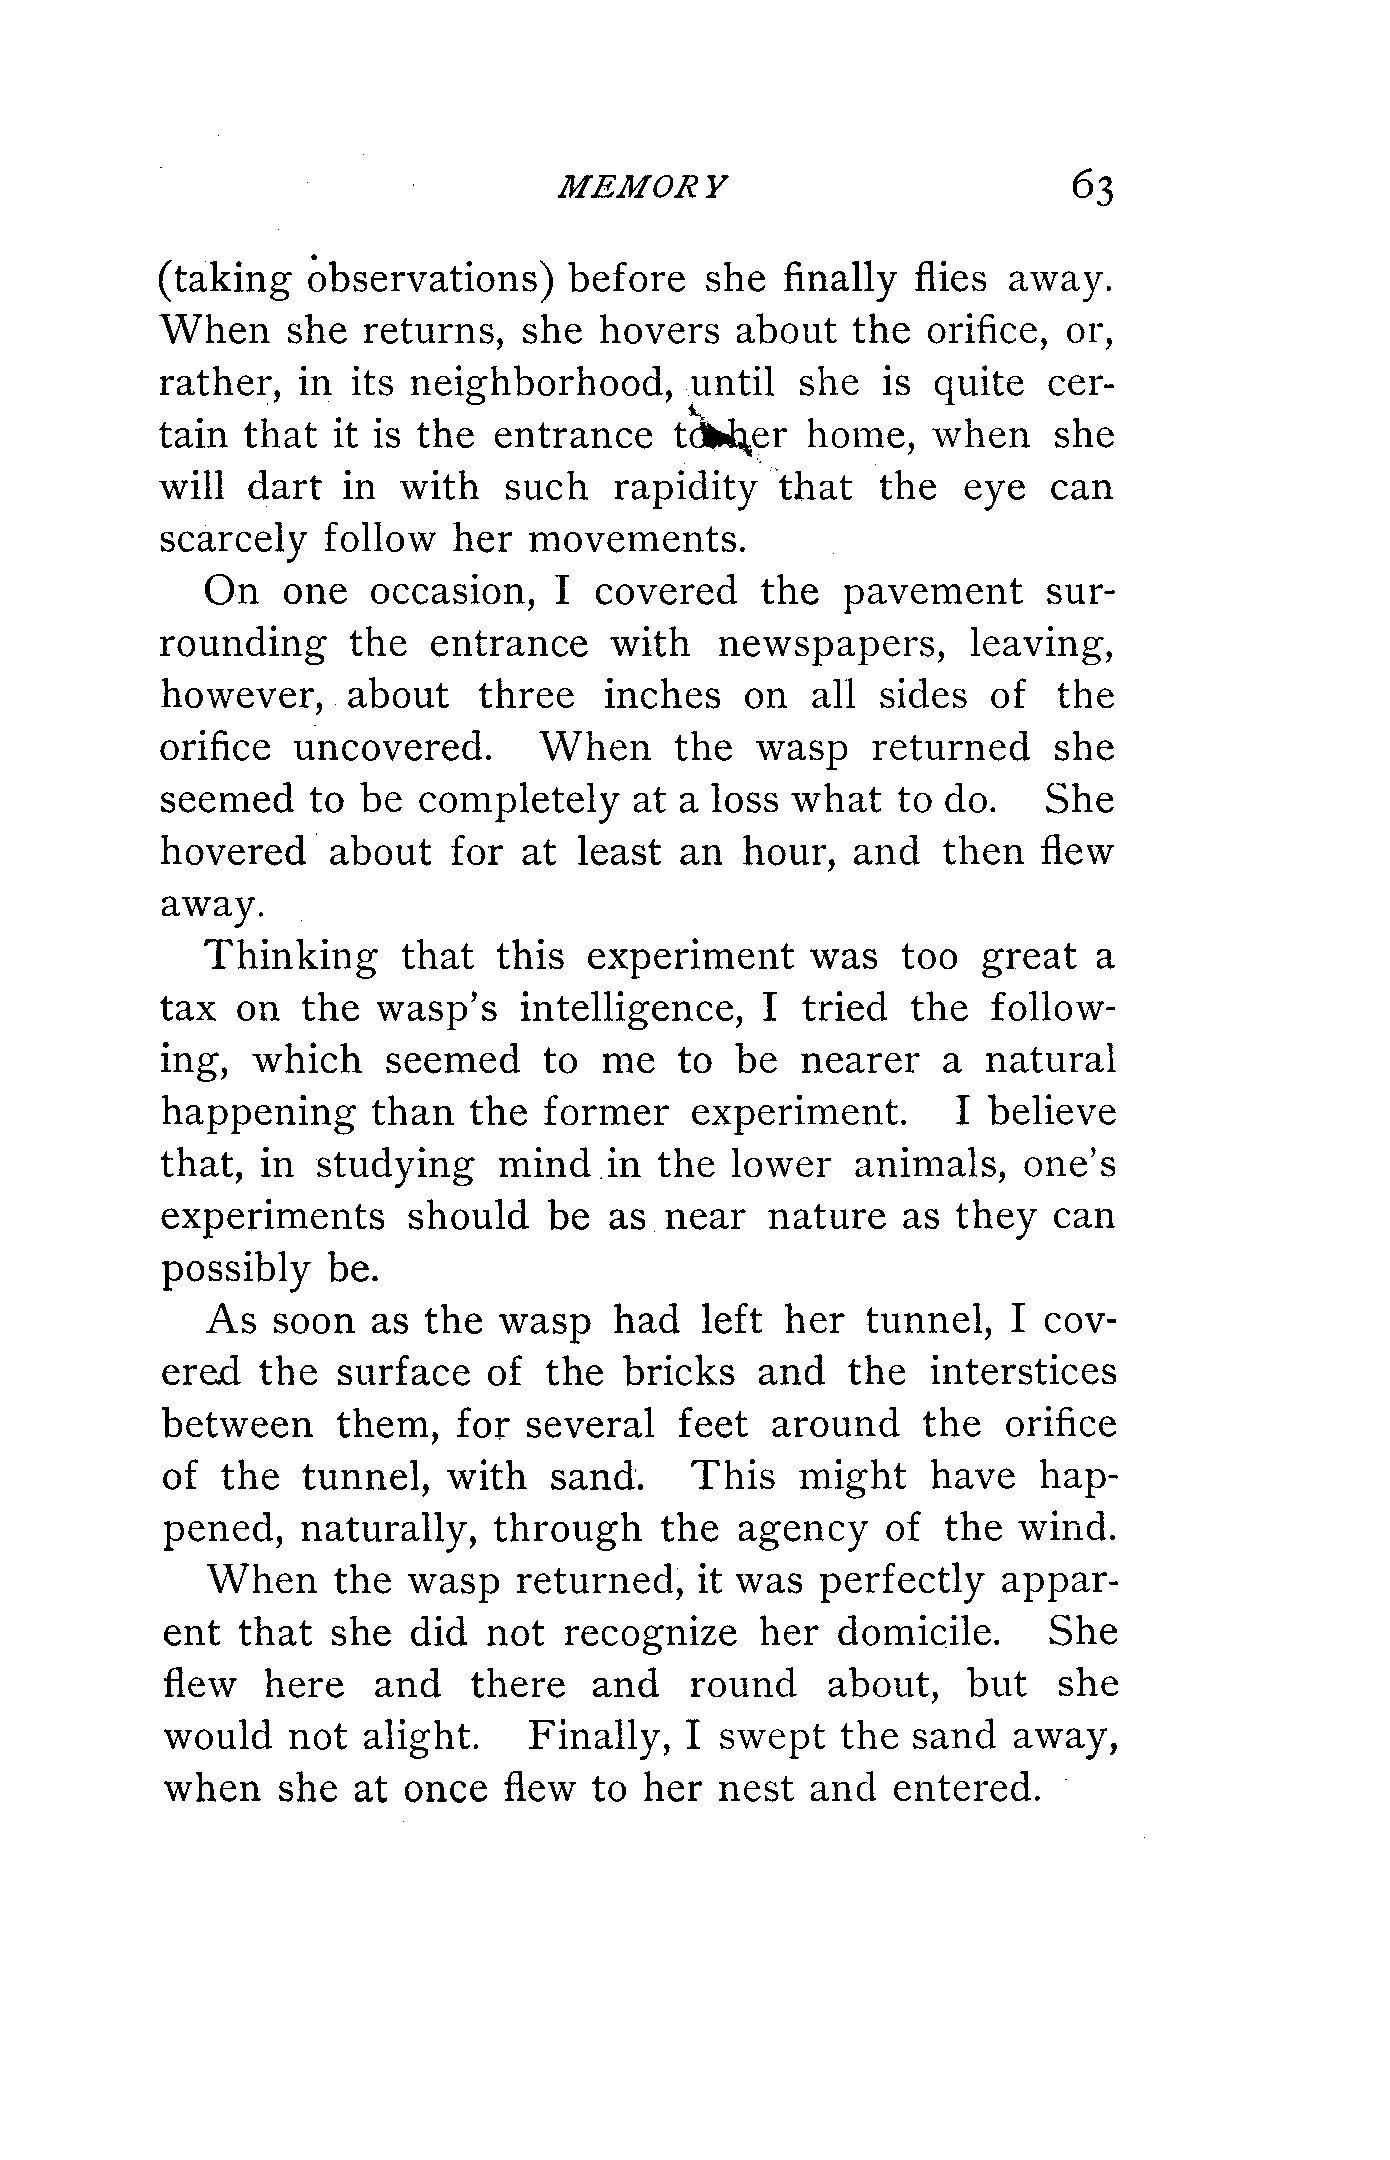 MEMORY 63
(taking observations) before she finally flies away.
When she returns, she hovers about the orifice, or,
rather, in its neighborhood, until she is quite cer-
tain that it is the entrance to her home, when she
will dart in with such rapidity that the eye can
scarcely follow her movements.
On one occasion, I covered the pavement sur-
rounding the entrance with newspapers, leaving,
however, about three inches on all sides of the
orifice uncovered. When the wasp returned she
seemed to be completely at a loss what to do. She
hovered about for at least an hour, and then flew
away.
Thinking that this experiment was too great a
tax on the wasp's intelligence, I tried the follow-
ing, which seemed to me to be nearer a natural
happening than the former experiment. I believe
that, in studying mind in the lower animals, one's
experiments should be as near nature as they can
possibly be.
As soon as the wasp had left her tunnel, I cov-
ered the surface of the bricks and the interstices
between them, for several feet around the orifice
of the tunnel, with sand. This might have hap-
pened, naturally, through the agency of the wind.
When the wasp returned, it was perfectly appar-
ent that she did not recognize her domicile. She
flew here and there and round about, but she
would not alight. Finally, I swept the sand away,
when she at once flew to her nest and entered.